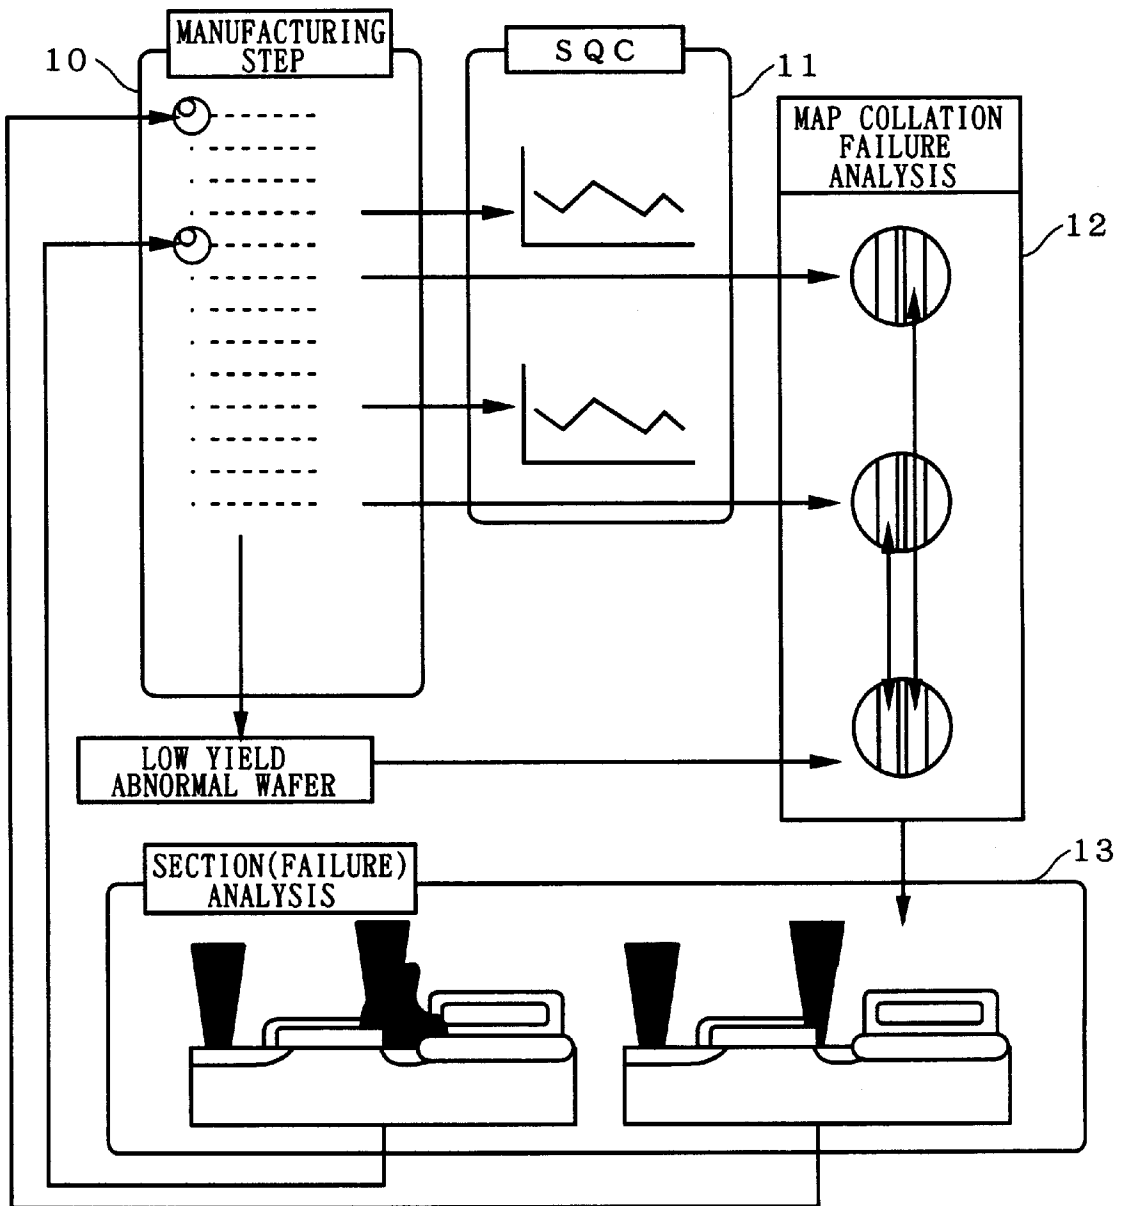 MANUFACTURING
STEP
10
SQC
11
MAP COLLATION
FAILURE
ANALYSIS
12
LOW YIELD
ABNORMAL WAFER
SECTION(FAILURE)
ANALYSIS
13